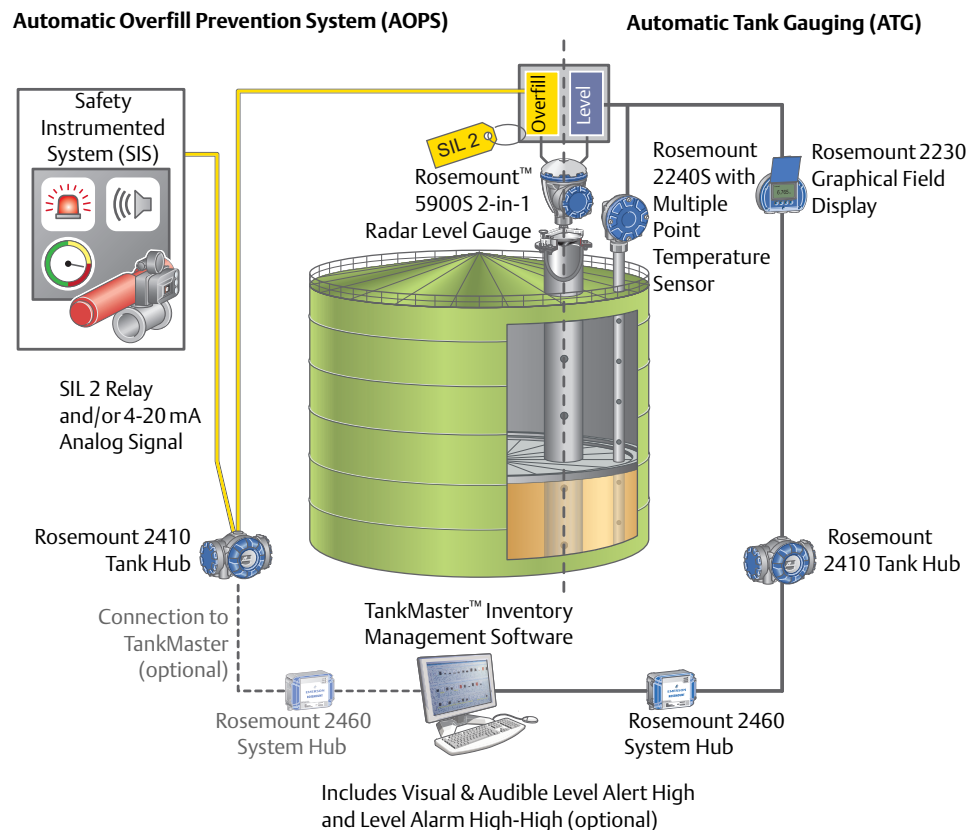 Automatic Overfill Prevention System (AOPS)
Automatic Tank Gauging (ATG)
Safety
Instrumented
System (SIS)
Overfill
Level
SIL 2
Rosemount™
5900S 2-in-1
Radar Level Gauge
Rosemount
2240S with
Multiple
Point
Temperature
Sensor
Rosemount 2230
Graphical Field
Display
SIL 2 Relay
and/or 4-20 mA
Analog Signal
Rosemount 2410
Tank Hub
Rosemount
2410 Tank Hub
Connection to
TankMaster
(optional)
TankMaster™ Inventory
Management Software
Rosemount 2460
System Hub
Rosemount 2460
System Hub
Includes Visual & Audible Level Alert High
and Level Alarm High-High (optional)